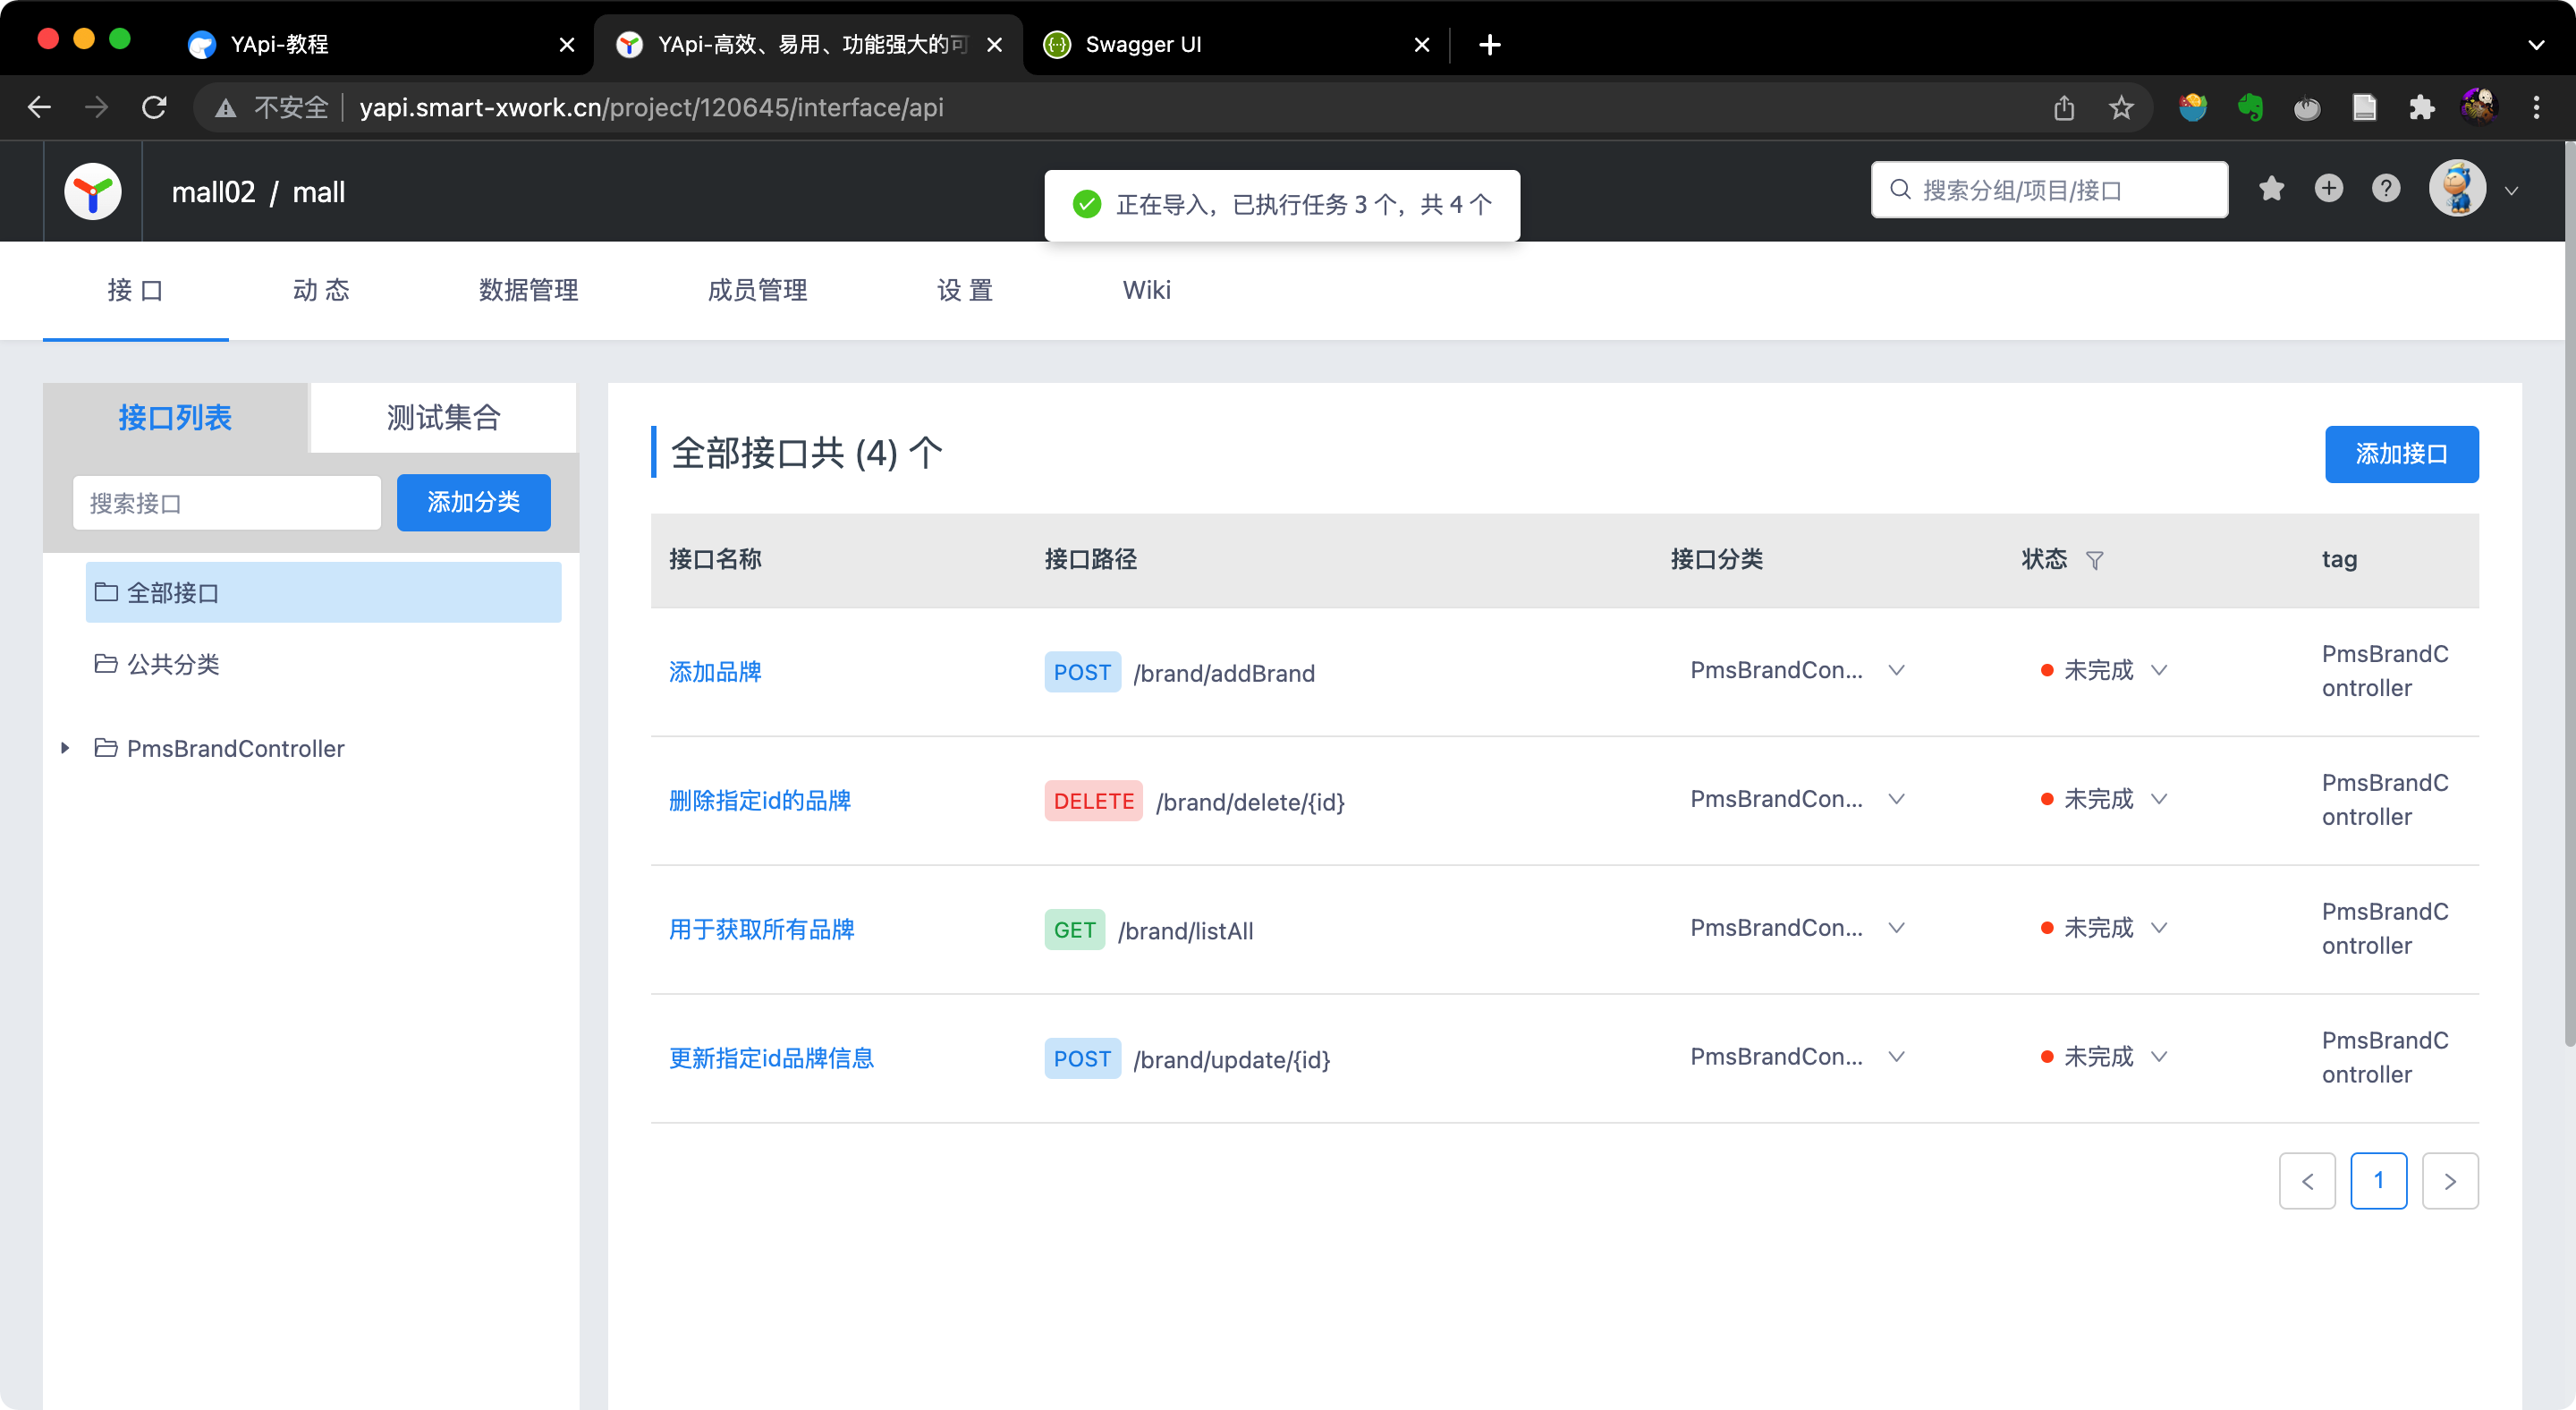 YApi-教程
YApi-高效、易用、功能强大的可
Swagger UI
不安全
yapi.smart-xwork.cn/project/120645/interface/api
mall02 / mall
正在导入，已执行任务 3 个，共 4 个
搜索分组/项目/接口
接 口
动 态
数据管理
成员管理
设 置
Wiki
接口列表
测试集合
搜索接口
添加分类
全部接口
公共分类
PmsBrandController
全部接口共 (4) 个
添加接口
接口名称 接口路径 接口分类 状态 tag
添加品牌 POST /brand/addBrand PmsBrandCon... 未完成 PmsBrandC
ontroller
删除指定id的品牌 DELETE /brand/delete/{id} PmsBrandCon... 未完成 PmsBrandC
ontroller
用于获取所有品牌 GET /brand/listAll PmsBrandCon... 未完成 PmsBrandC
ontroller
更新指定id品牌信息 POST /brand/update/{id} PmsBrandCon... 未完成 PmsBrandC
ontroller
< 1 >